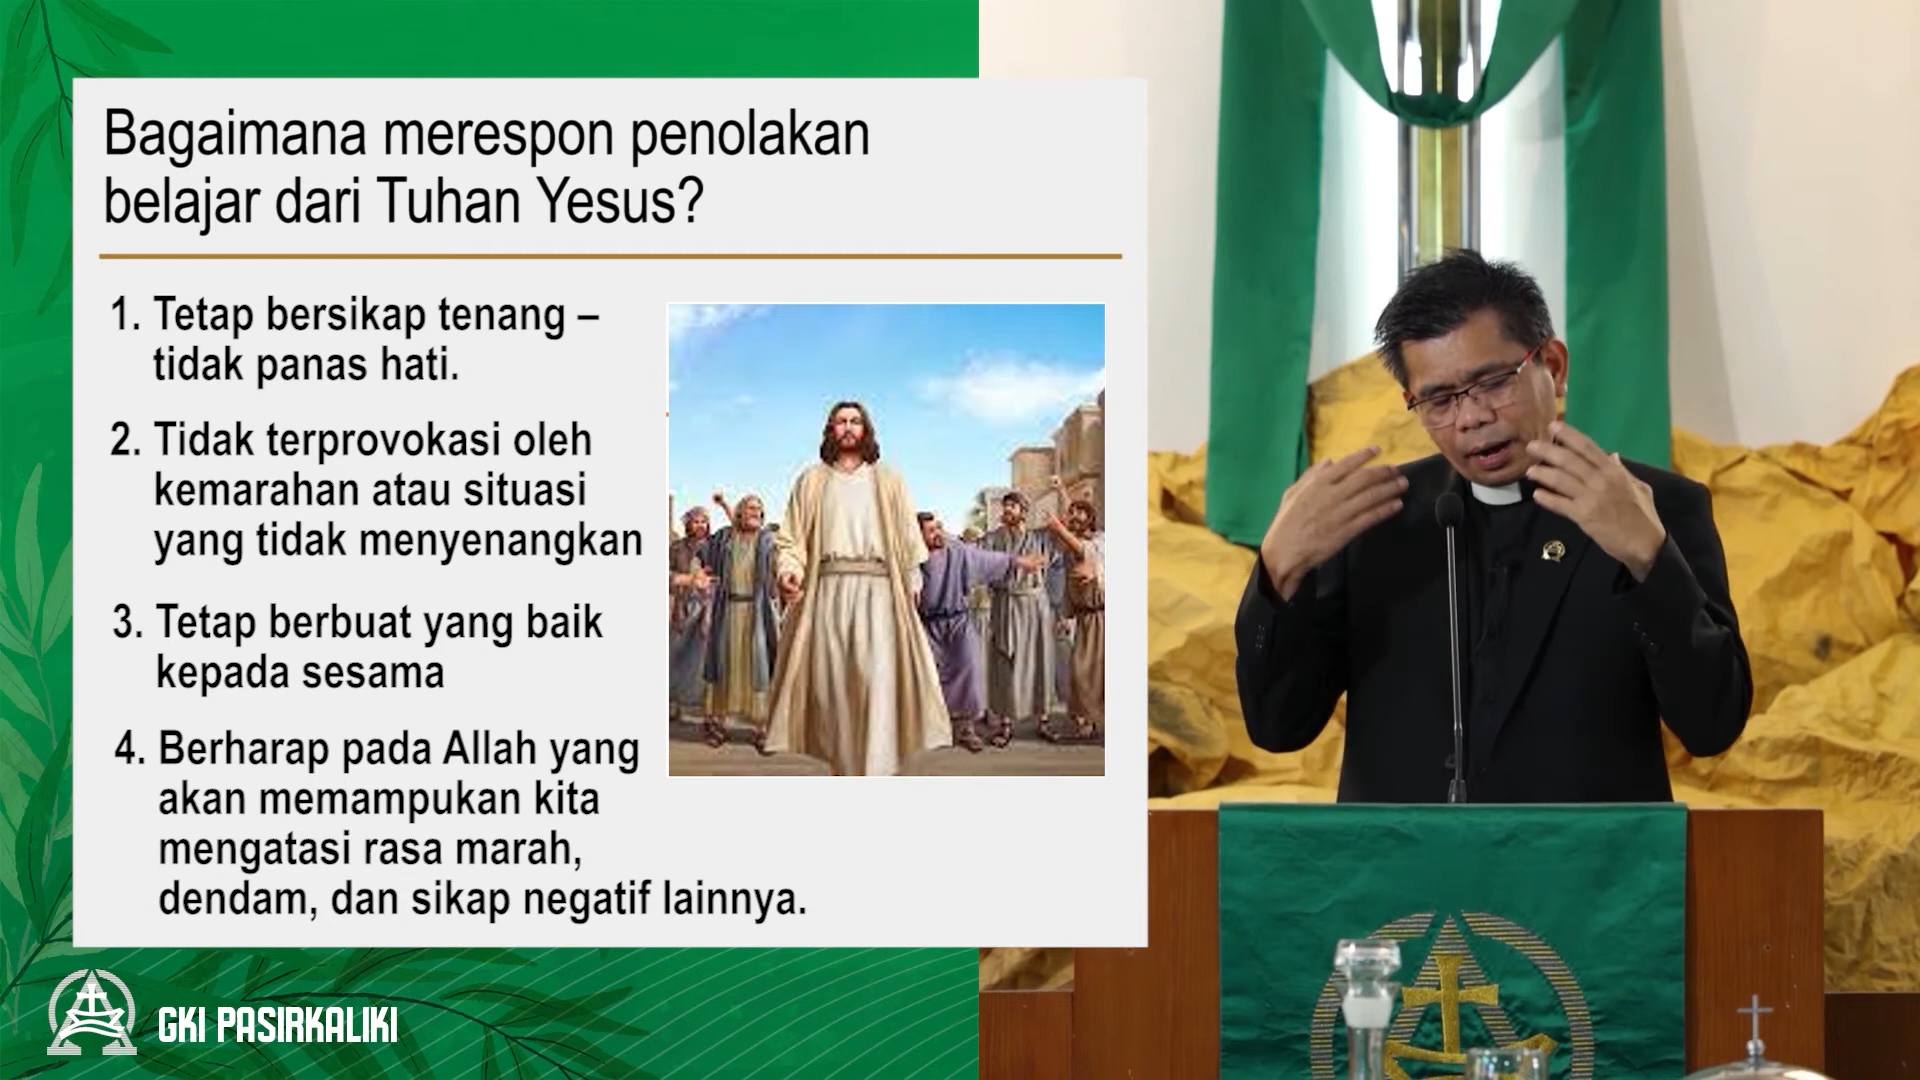 Bagaimana merespon penolakan
belajar dari Tuhan Yesus?
1. Tetap bersikap tenang –
tidak panas hati.
2. Tidak terprovokasi oleh
kemarahan atau situasi
yang tidak menyenangkan
3. Tetap berbuat yang baik
kepada sesama
4. Berharap pada Allah yang
akan memampukan kita
mengatasi rasa marah,
dendam, dan sikap negatif lainnya.
GKI PASIRKALIKI